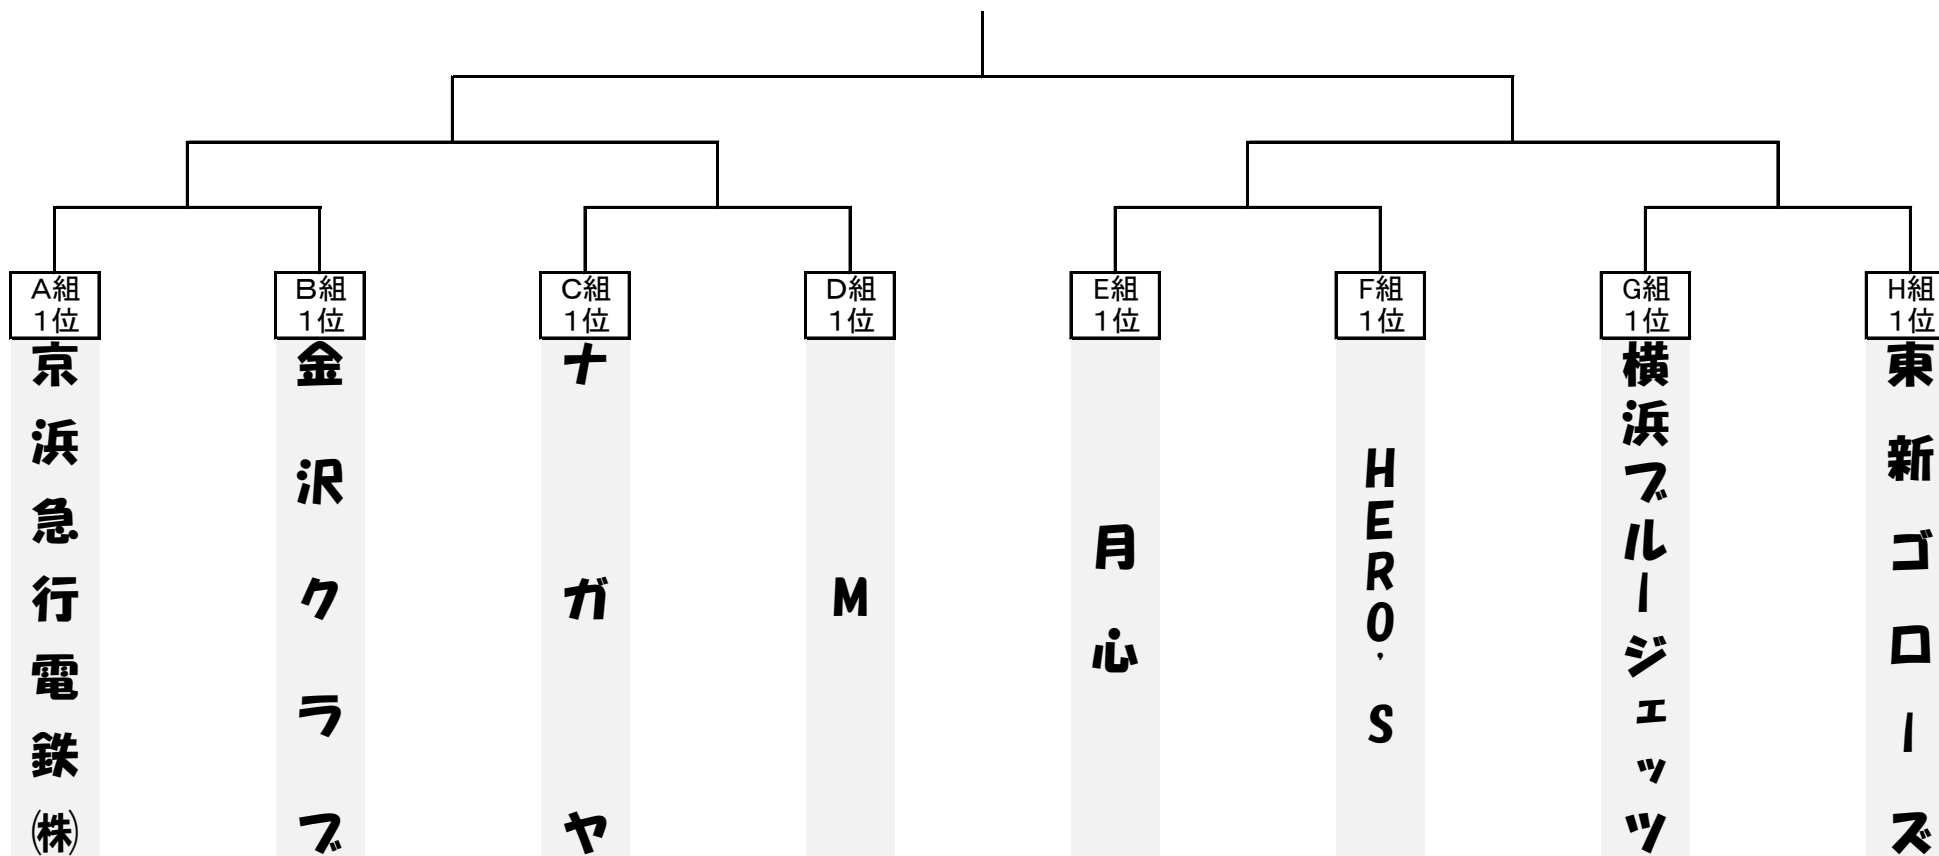 A組
1位
京浜急行電鉄㈱
B組
1位
金沢クラブ
C組
1位
ナガヤ
D組
1位
M
E組
1位
月心
F組
1位
HERO'S
G組
1位
横浜ブルージェッツ
H組
1位
東新ゴローズ